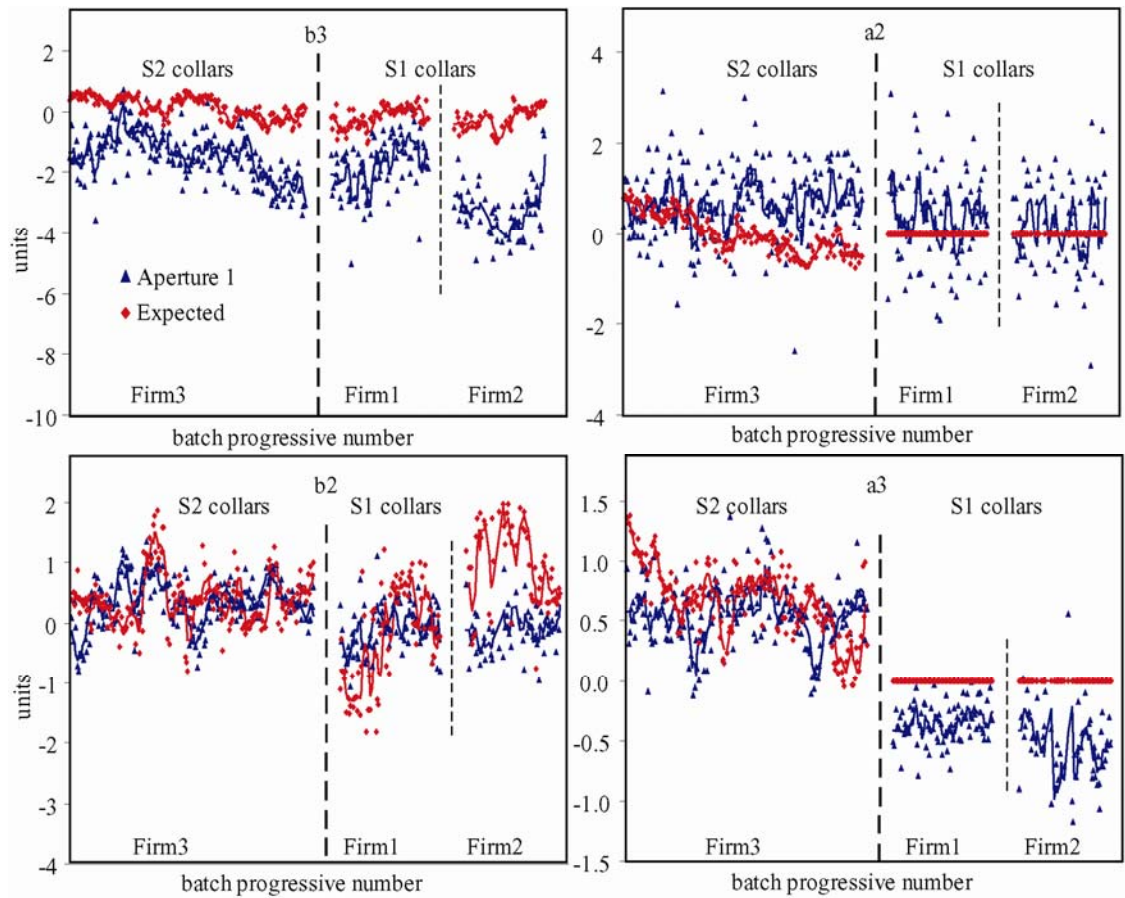 b3
S2 collars S1 collars
2
0
-2
-4
-6
-8
-10
units
Aperture 1
Expected
Firm3 Firm1 Firm2
batch progressive number
a2
S2 collars S1 collars
4
2
0
-2
-4
Firm3 Firm1 Firm2
batch progressive number
b2
S2 collars S1 collars
2
1
0
-1
-2
-3
-4
units
Firm3 Firm1 Firm2
batch progressive number
a3
S2 collars S1 collars
1.5
1.0
0.5
0.0
-0.5
-1.0
-1.5
Firm3 Firm1 Firm2
batch progressive number